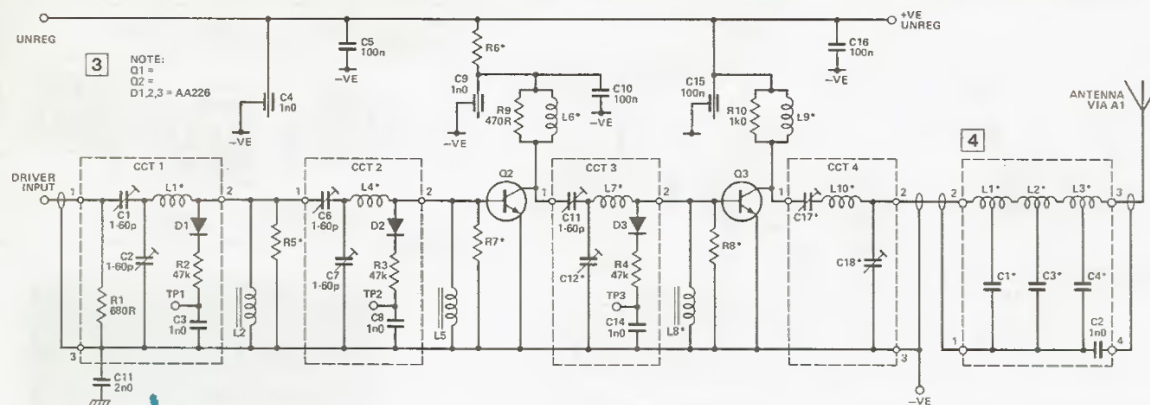 UNREG
3
NOTE:
Q1 =
Q2 =
D1,2,3 = AA226
C4
1n0
-VE
C5
100n
-VE
R6*
C9
1n0
-VE
R9
470R
L6*
C10
100n
-VE
C15
100n
-VE
R10
1k0
L9*
C16
100n
-VE
+VE
UNREG
ANTENNA
VIA A1
DRIVER
INPUT
CCT 1
1
C1
1-60p
L1*
2
D1
C2
1-60p
R2
47k
R1
680R
TP1
C3
1n0
3
C11
2n0
R5*
L2
CCT 2
1
C6
1-60p
L4*
2
D2
C7
1-60p
R3
47k
TP2
C8
1n0
L5
R7*
Q2
CCT 3
1
C11
1-60p
L7*
2
D3
C12*
R4
47k
TP3
C14
1n0
L8*
R8*
Q3
CCT 4
1
C17*
L10*
2
C18*
3
-VE
4
2
L1*
L2*
L3*
3
C1*
C3*
C4*
C2
1n0
1
4